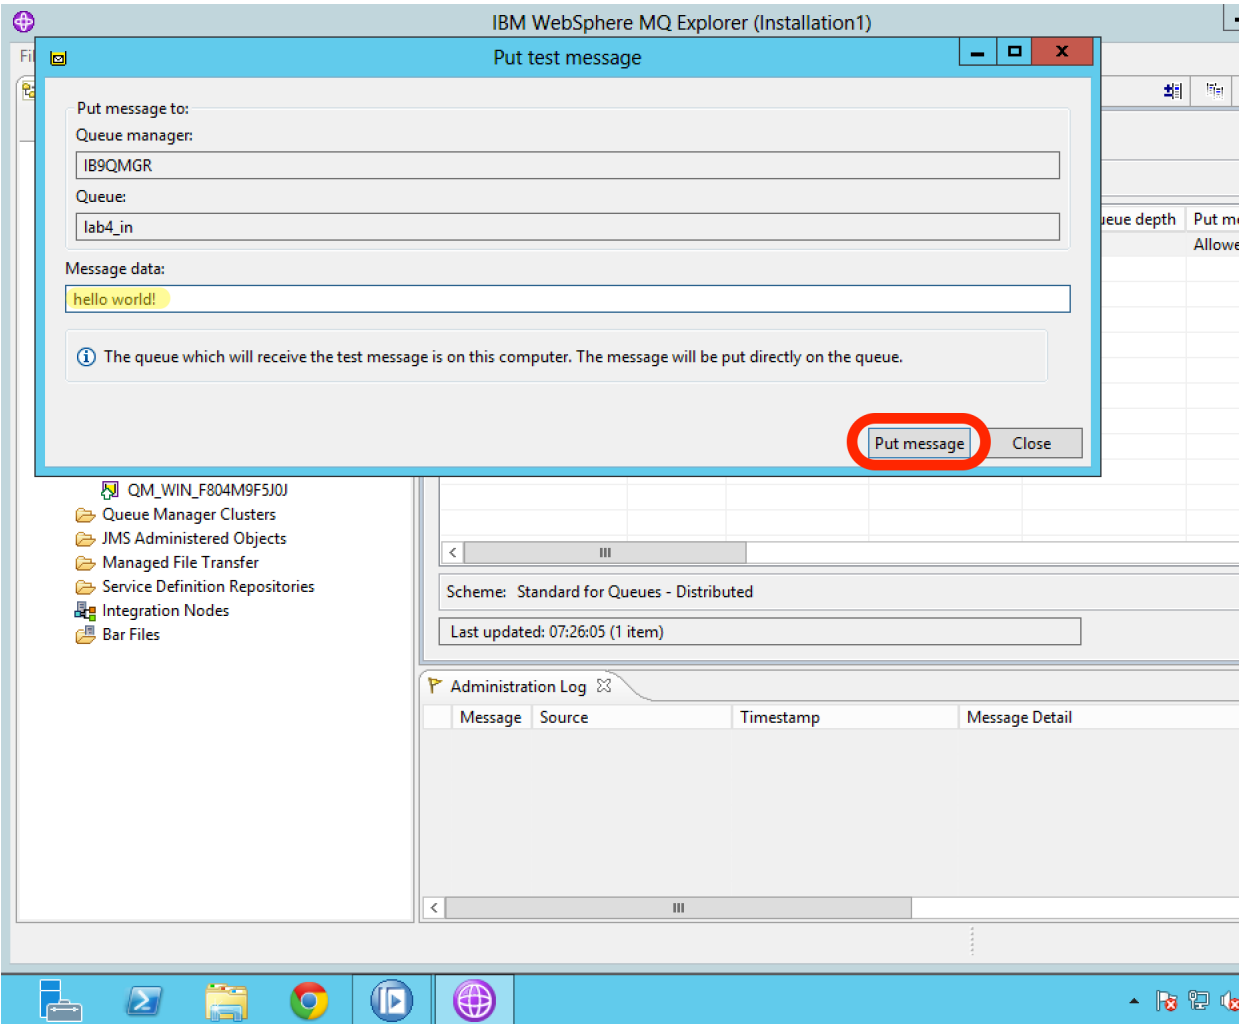 IBM WebSphere MQ Explorer (Installation1)
Put test message
Put message to:
Queue manager:
IB9QMGR
Queue:
lab4_in
Message data:
hello world!
The queue which will receive the test message is on this computer. The message will be put directly on the queue.
Put message
Close
depth
Put
QM_WIN_F804M9F5J0J
Queue Manager Clusters
JMS Administered Objects
Managed File Transfer
Service Definition Repositories
Integration Nodes
Bar Files
Scheme: Standard for Queues - Distributed
Last updated: 07:26:05 (1 item)
Administration Log
Message Source Timestamp Message Detail